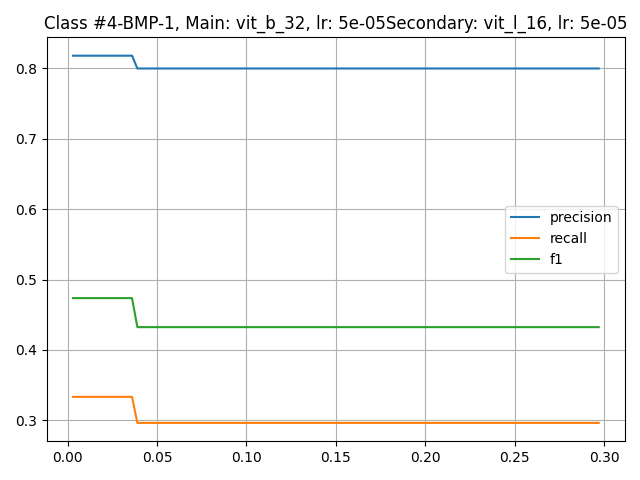 Class #4-BMP-1, Main: vit_b_32, lr: 5e-05Secondary: vit_l_16, lr: 5e-05
0.8
0.7
0.6
0.5
0.4
0.3
precision
recall
f1
0.00 0.05 0.10 0.15 0.20 0.25 0.30